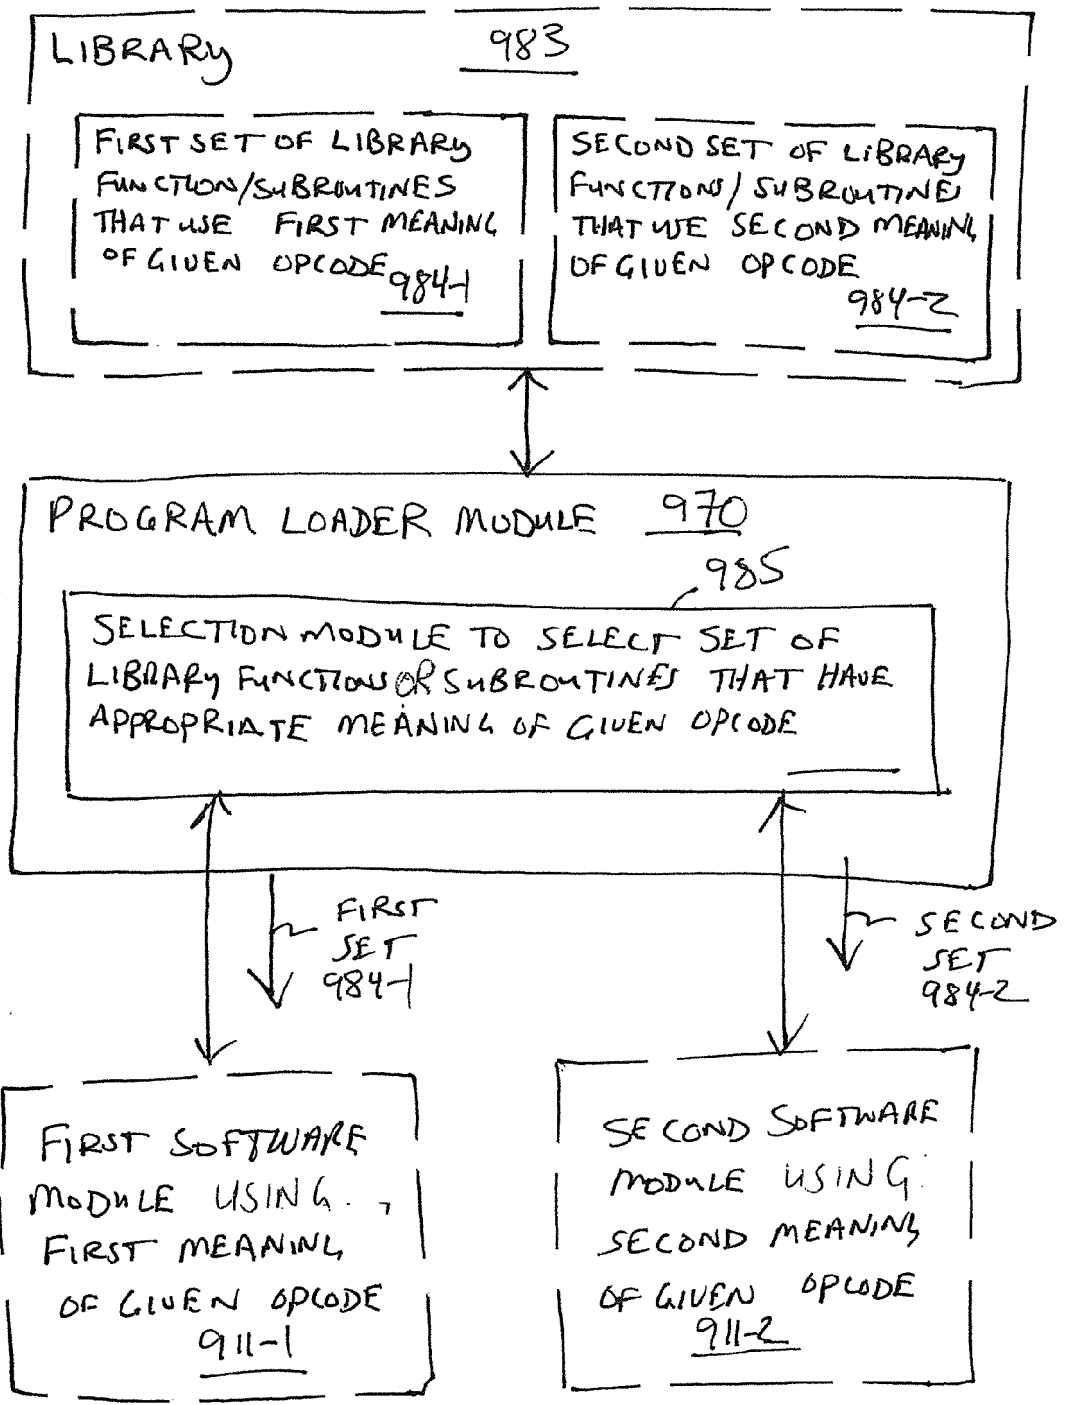 LIBRARY 983
FIRST SET OF LIBRARY
FUNCTION/SUBROUTINES
THAT USE FIRST MEANING
OF GIVEN OPCODE
984-1
SECOND SET OF LIBRARY
FUNCTIONS/SUBROUTINES
THAT USE SECOND MEANING
OF GIVEN OPCODE
984-2
PROGRAM LOADER MODULE 970
985
SELECTION MODULE TO SELECT SET OF
LIBRARY FUNCTIONS OR SUBROUTINES THAT HAVE
APPROPRIATE MEANING OF GIVEN OPCODE
FIRST
SET
984-1
SECOND
SET
984-2
FIRST SOFTWARE
MODULE USING
FIRST MEANING
OF GIVEN OPCODE
911-1
SECOND SOFTWARE
MODULE USING
SECOND MEANING
OF GIVEN OPCODE
911-2